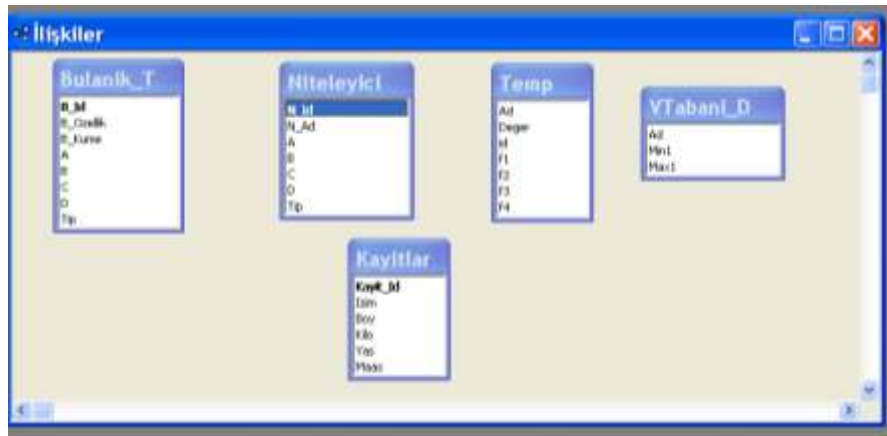 İlişkiler
Bulanik_T
B_Id
B_Ozellik
B_Kume
A
B
C
D
Tip
Niteleyici
N_Id
N_Ad
A
B
C
D
Tip
Temp
Ad
Deger
Id
F1
F2
F3
F4
VTabani_D
Ad
Min1
Max1
Kayitlar
Kayit_Id
Isim
Boy
Kilo
Yas
Maas